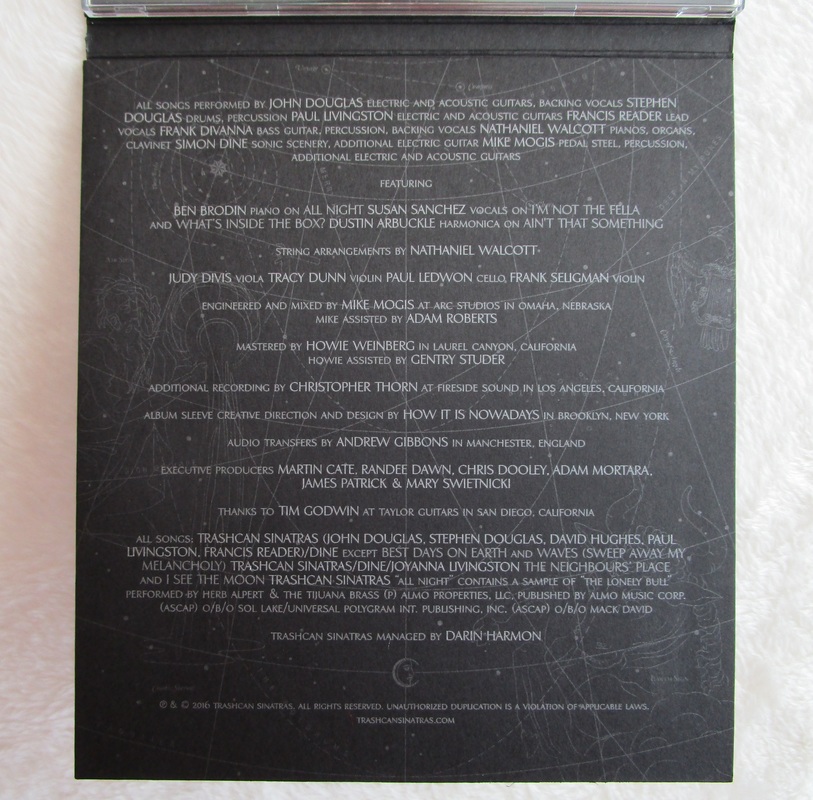 ALL SONGS PERFORMED BY JOHN DOUGLAS ELECTRIC AND ACOUSTIC GUITARS, BACKING VOCALS STEPHEN
DOUGLAS DRUMS, PERCUSSION PAUL LIVINGSTON ELECTRIC AND ACOUSTIC GUITARS FRANCIS READER LEAD
VOCALS FRANK DIVANNA BASS GUITAR, PERCUSSION, BACKING VOCALS NATHANIEL WALCOTT PIANOS, ORGANS,
CLAVINET SIMON DINE SONIC SCENERY, ADDITIONAL ELECTRIC GUITAR MIKE MOGIS PEDAL STEEL, PERCUSSION,
ADDITIONAL ELECTRIC AND ACOUSTIC GUITARS
FEATURING
BEN BRODIN PIANO ON ALL NIGHT SUSAN SANCHEZ VOCALS ON I'M NOT THE FELLA
AND WHAT'S INSIDE THE BOX? DUSTIN ARBUCKLE HARMONICA ON AIN'T THAT SOMETHING
STRING ARRANGEMENTS BY NATHANIEL WALCOTT
JUDY DIVIS VIOLA TRACY DUNN VIOLIN PAUL LEDWON CELLO, FRANK SELIGMAN VIOLIN
ENGINEERED AND MIXED BY MIKE MOGIS AT ARC STUDIOS IN OMAHA, NEBRASKA
MIKE ASSISTED BY ADAM ROBERTS
MASTERED BY HOWIE WEINBERG IN LAUREL CANYON, CALIFORNIA
HOWIE ASSISTED BY GENTRY STUDER
ADDITIONAL RECORDING BY CHRISTOPHER THORN AT FIRESIDE SOUND IN LOS ANGELES, CALIFORNIA
ALBUM SLEEVE CREATIVE DIRECTION AND DESIGN BY HOW IT IS NOWADAYS IN BROOKLYN, NEW YORK
AUDIO TRANSFERS BY ANDREW GIBBONS IN MANCHESTER, ENGLAND
EXECUTIVE PRODUCERS MARTIN CATE, RANDEE DAWN, CHRIS DOOLEY, ADAM MORTARA,
JAMES PATRICK & MARY SWIETNICKI
THANKS TO TIM GODWIN AT TAYLOR GUITARS IN SAN DIEGO, CALIFORNIA
ALL SONGS: TRASHCAN SINATRAS (JOHN DOUGLAS, STEPHEN DOUGLAS, DAVID HUGHES, PAUL
LIVINGSTON, FRANCIS READER)/DINE EXCEPT BEST DAYS ON EARTH AND WAVES (SWEEP AWAY MY
MELANCHOLY) TRASHCAN SINATRAS/DINE/JOYANNA LIVINGSTON THE NEIGHBOURS' PLACE
AND I SEE THE MOON TRASHCAN SINATRAS "ALL NIGHT" CONTAINS A SAMPLE OF "THE LONELY BULL"
PERFORMED BY HERB ALPERT & THE TIJUANA BRASS (P) ALMO PROPERTIES, LLC, PUBLISHED BY ALMO MUSIC CORP.
(ASCAP) O/B/O SOL LAKE/UNIVERSAL POLYGRAM INT. PUBLISHING, INC. (ASCAP) O/B/O MACK DAVID
TRASHCAN SINATRAS MANAGED BY DARIN HARMON
℗ & © 2016 TRASHCAN SINATRAS. ALL RIGHTS RESERVED. UNAUTHORIZED DUPLICATION IS A VIOLATION OF APPLICABLE LAWS.
TRASHCANSINATRAS.COM